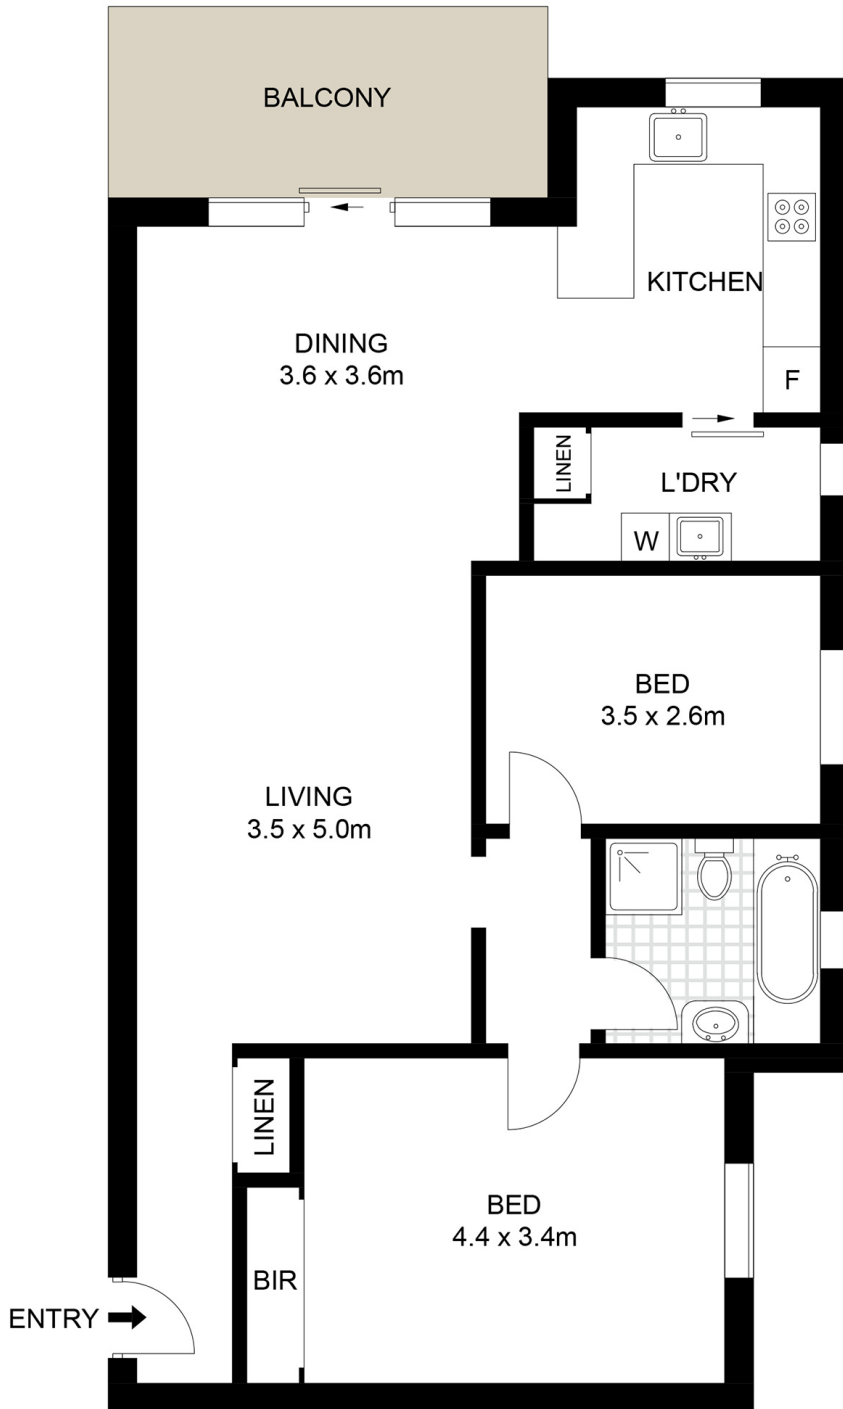 BALCONY
KITCHEN
DINING
3.6 x 3.6m
F
LINEN
L'DRY
W
BED
3.5 x 2.6m
LIVING
3.5 x 5.0m
LINEN
BED
4.4 x 3.4m
BIR
ENTRY